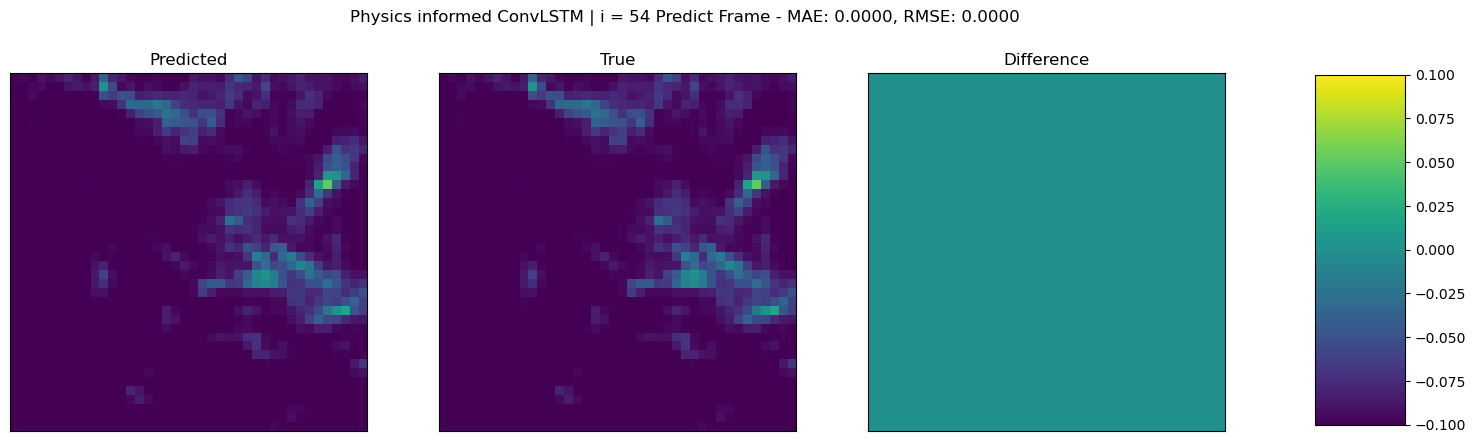 Physics informed ConvLSTM | i = 54 Predict Frame - MAE: 0.0000, RMSE: 0.0000
Predicted
True
Difference
0.100
0.075
0.050
0.025
0.000
−0.025
−0.050
−0.075
−0.100